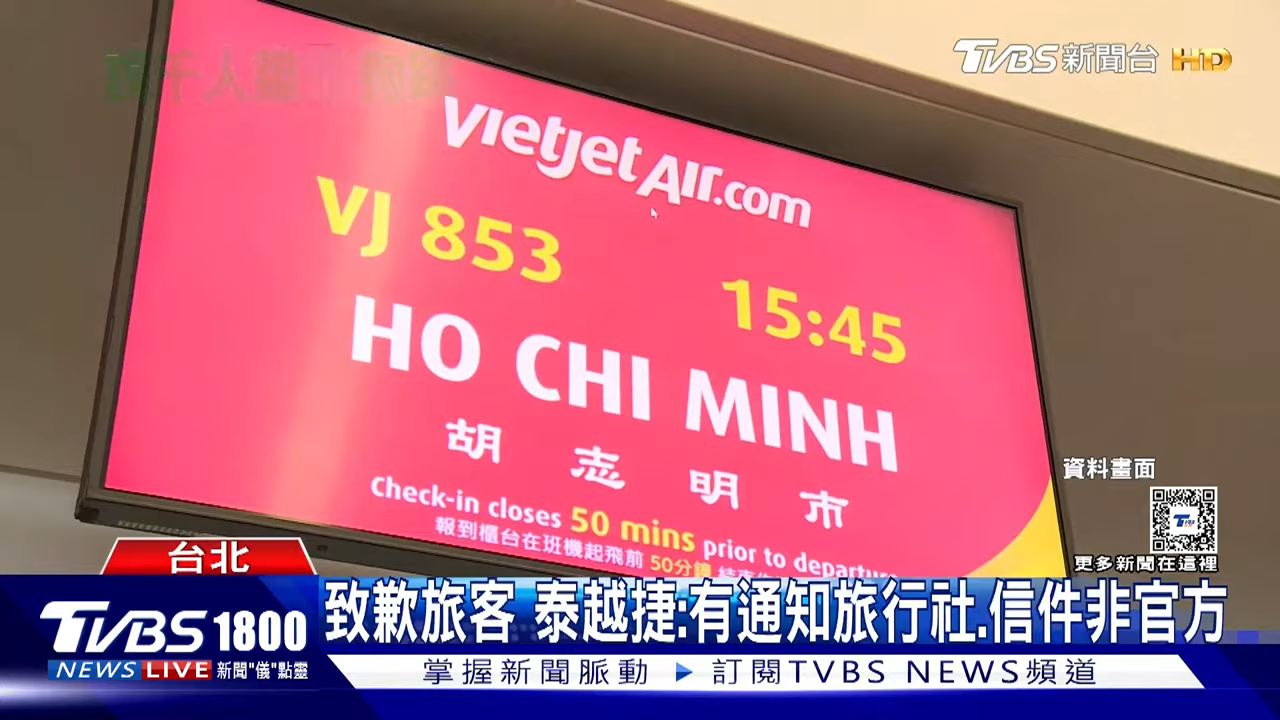 TVBS新聞台 HD
vietjetAir.com
VJ 853
15:45
HO CHI MINH
胡志明市
Check-in closes 50 mins prior to departure
報到櫃台在班機起飛前 50分鐘
資料畫面
更多新聞在這裡
台北
TVBS 1800
NEWS LIVE 新聞"儀"點靈
致歉旅客 泰越捷:有通知旅行社.信件非官方
掌握新聞脈動 ▶ 訂閱TVBS NEWS頻道